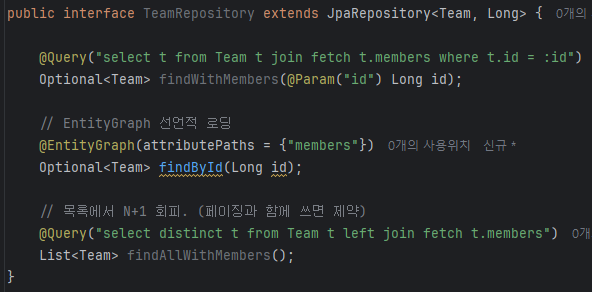 public interface TeamRepository extends JpaRepository<Team, Long> { 0개의
@Query("select t from Team t join fetch t.members where t.id = :id")
Optional<Team> findWithMembers(@Param("id") Long id);
// EntityGraph 선언적 로딩
@EntityGraph(attributePaths = {"members"}) 0개의 사용위치 신규 *
Optional<Team> findById(Long id);
// 목록에서 N+1 회피. (페이징과 함께 쓰면 제약)
@Query("select distinct t from Team t left join fetch t.members") 0개
List<Team> findAllWithMembers();
}